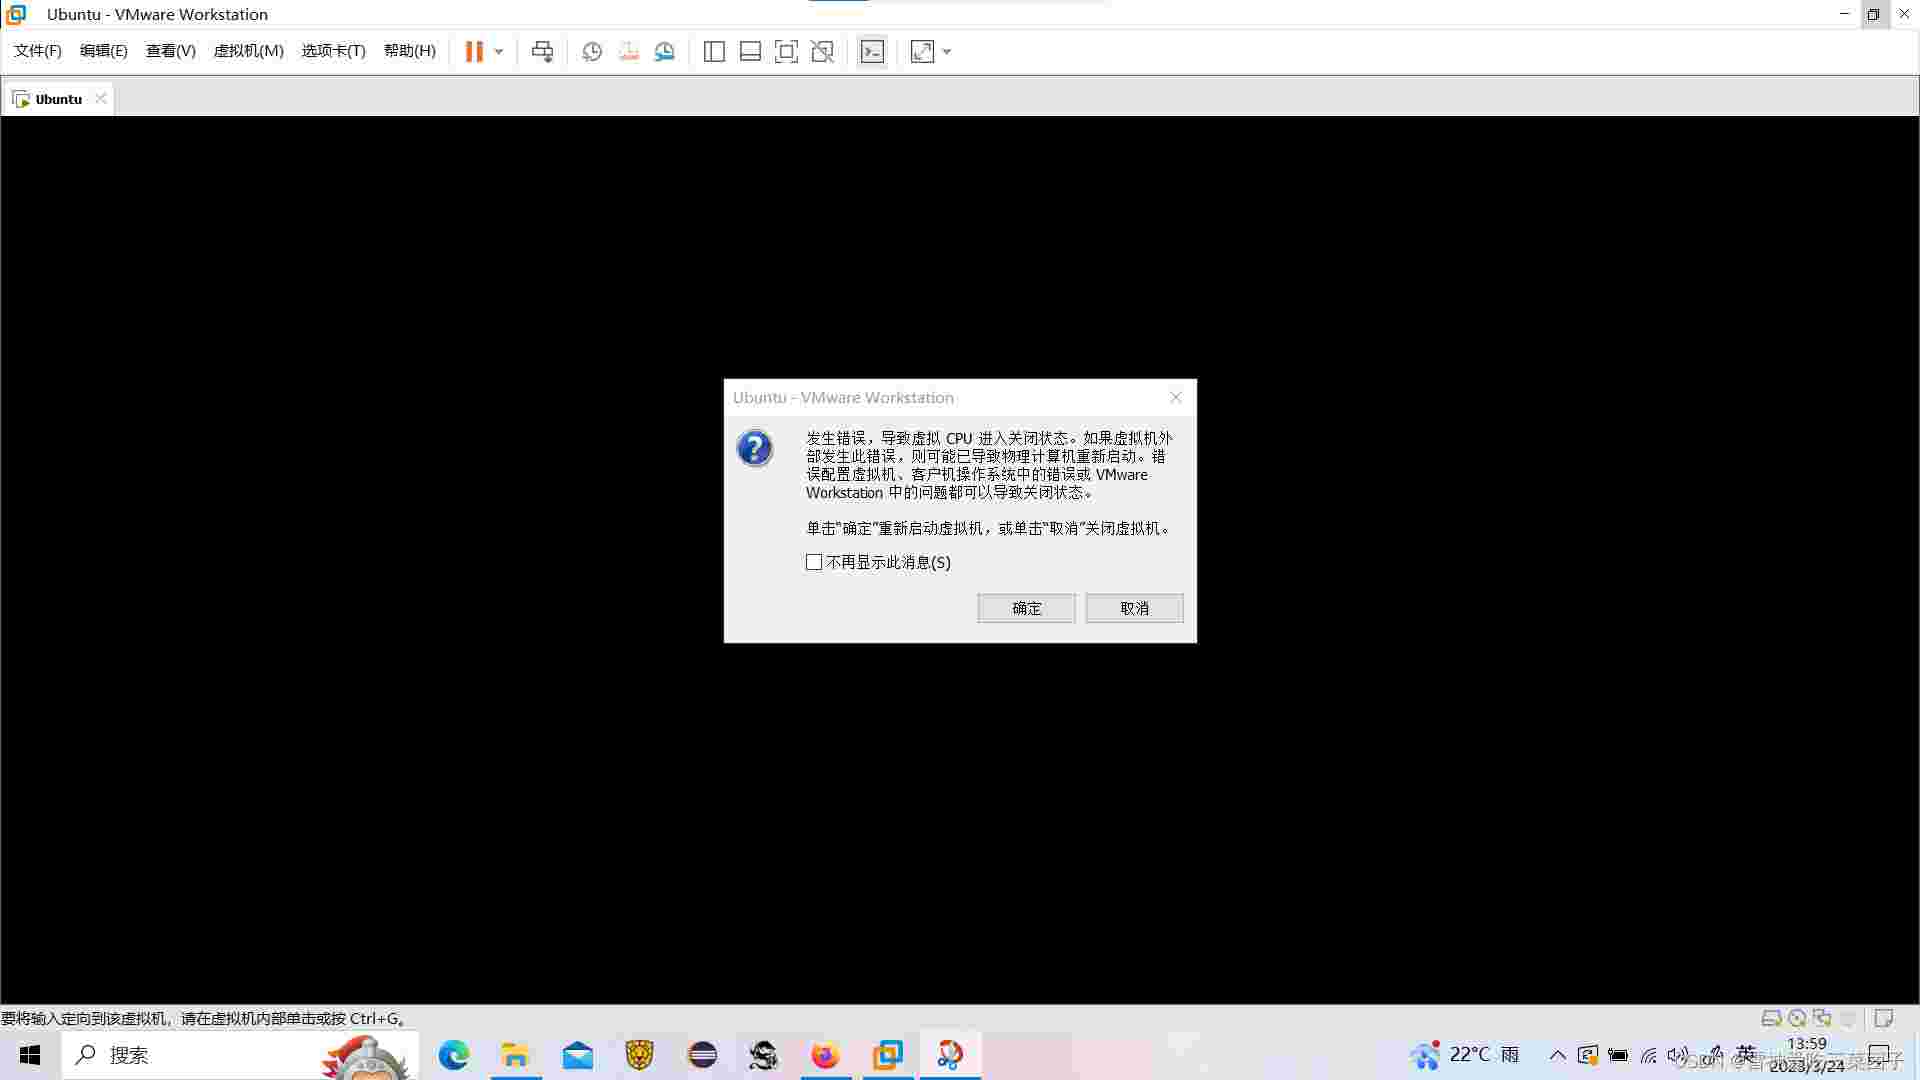 Ubuntu - VMware Workstation
文件(F) 编辑(E) 查看(V) 虚拟机(M) 选项卡(T) 帮助(H)
Ubuntu
Ubuntu - VMware Workstation
发生错误，导致虚拟 CPU 进入关闭状态。如果虚拟机外
部发生此错误，则可能已导致物理计算机重新启动。错
误配置虚拟机、客户机操作系统中的错误或 VMware
Workstation 中的问题都可以导致关闭状态。
单击“确定”重新启动虚拟机，或单击“取消”关闭虚拟机。
不再显示此消息(S)
确定 取消
要将输入定向到该虚拟机，请在虚拟机内部单击或按 Ctrl+G。
搜索
22°C 雨
英
13:59
2023/3/24